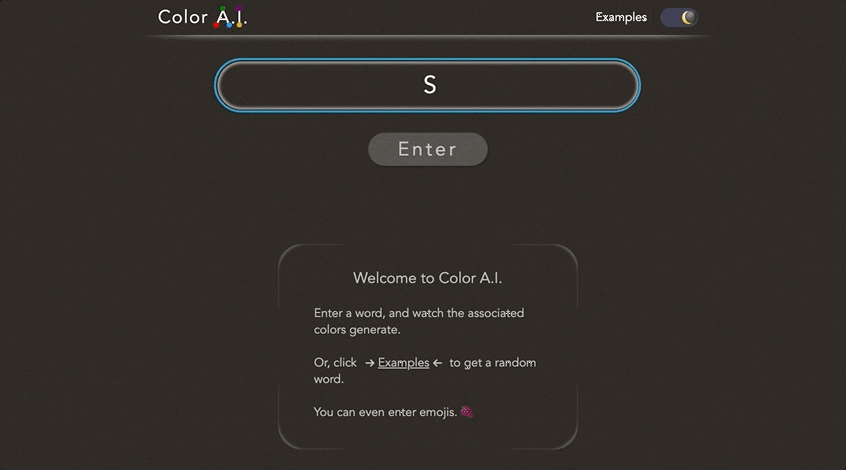 Color A.I.
Examples
S
Enter
Welcome to Color A.I.
Enter a word, and watch the associated
colors generate.
Or, click → Examples ← to get a random
word.
You can even enter emojis. 🍇